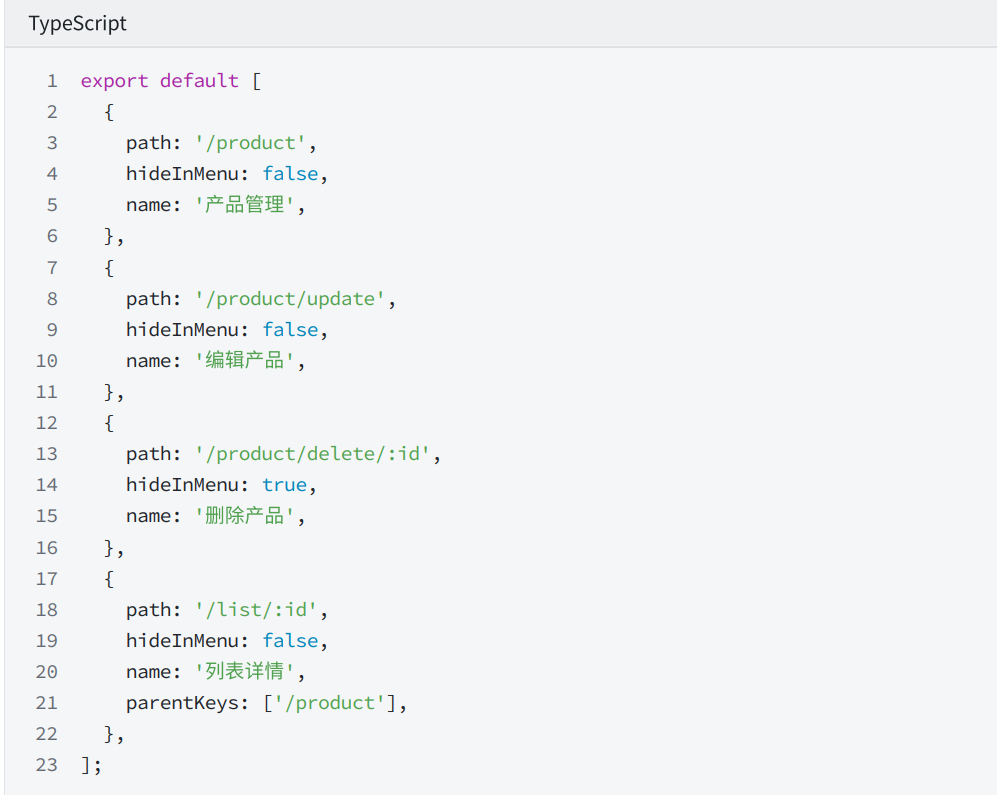 TypeScript
1 export default [
2   {
3     path: '/product',
4     hideInMenu: false,
5     name: '产品管理',
6   },
7   {
8     path: '/product/update',
9     hideInMenu: false,
10     name: '编辑产品',
11   },
12   {
13     path: '/product/delete/:id',
14     hideInMenu: true,
15     name: '删除产品',
16   },
17   {
18     path: '/list/:id',
19     hideInMenu: false,
20     name: '列表详情',
21     parentKeys: ['/product'],
22   },
23 ];